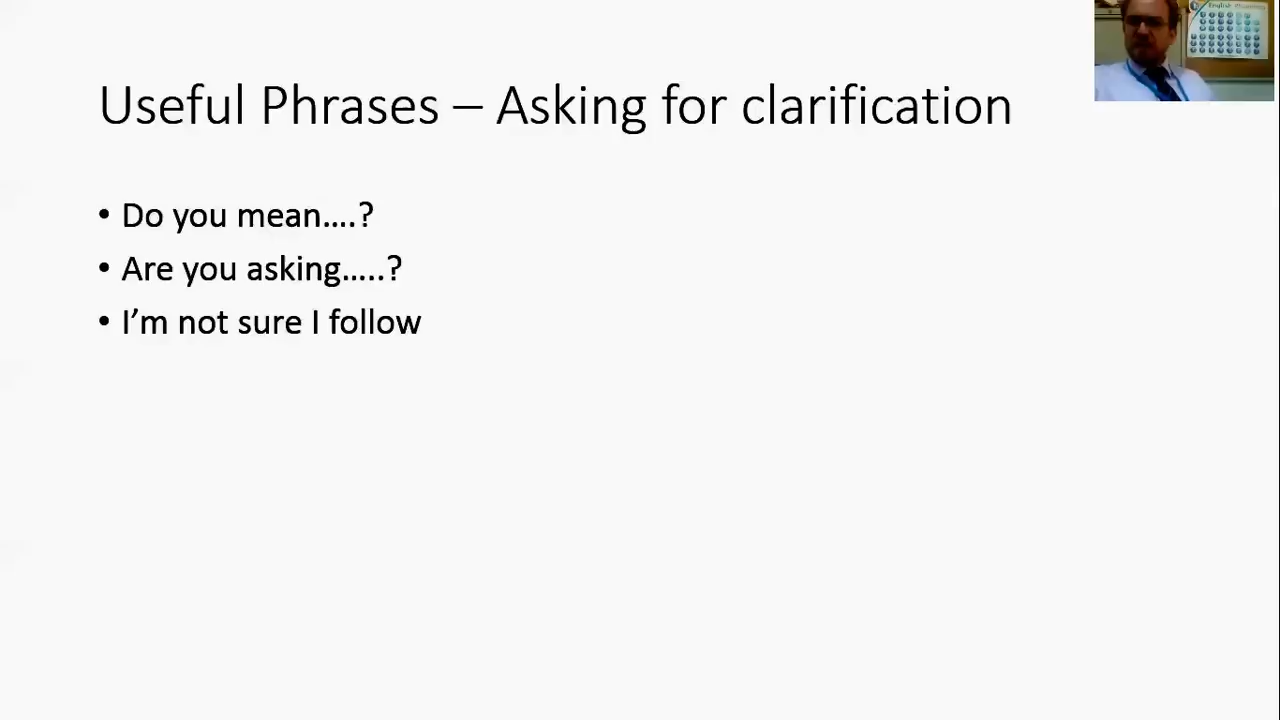 Useful Phrases – Asking for clarification
• Do you mean....?
• Are you asking.....?
• I'm not sure I follow